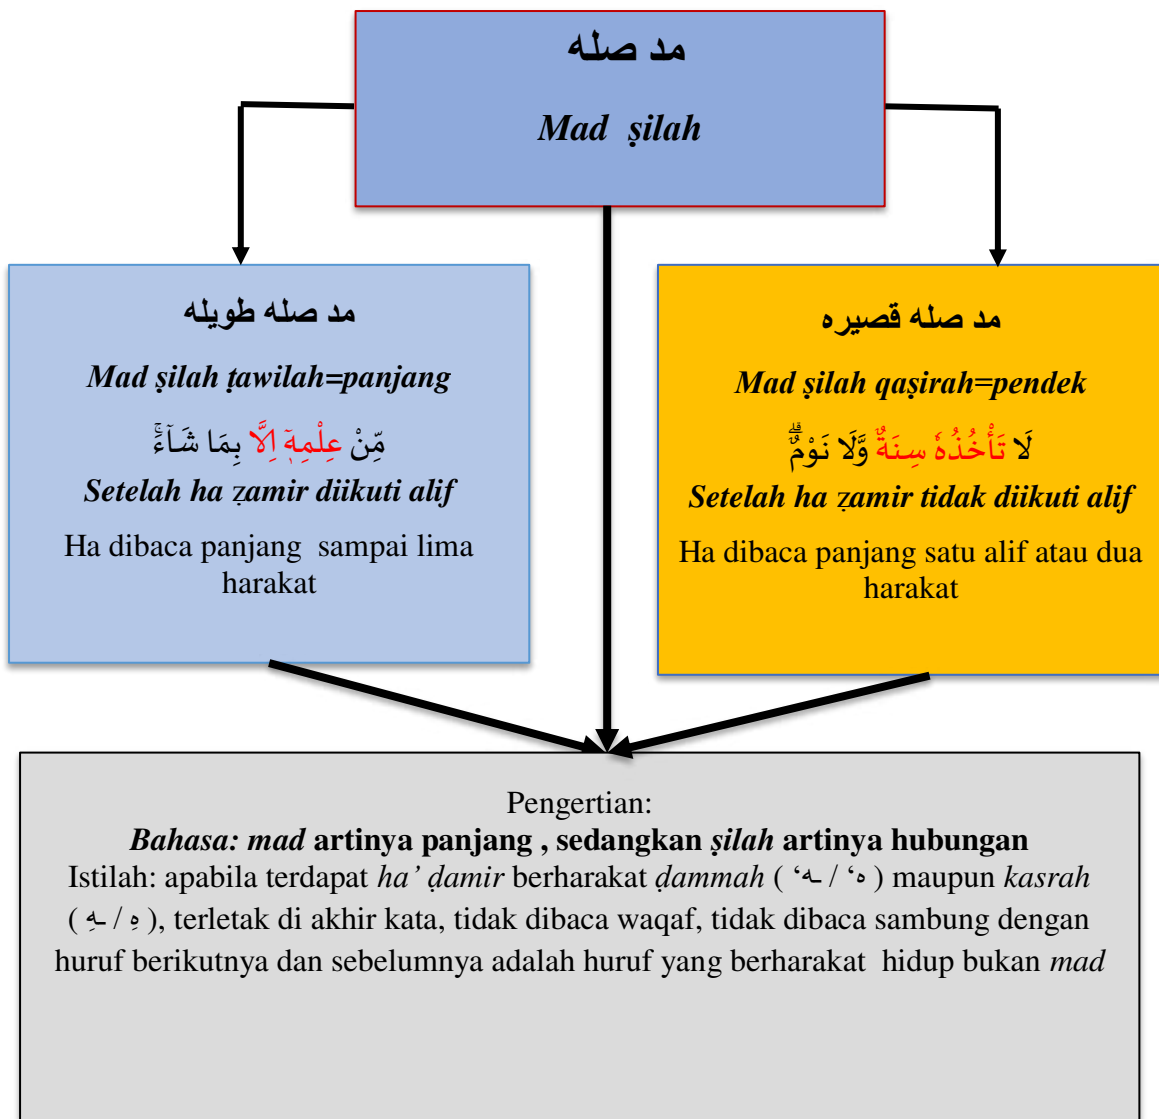 مد صله
Mad ṣilah
مد صله طويله
Mad ṣilah ṭawilah=panjang
مِّنْ عِلْمِهٖٓ اِلَّا بِمَا شَاۤءَۚ
Setelah ha ẓamir diikuti alif
Ha dibaca panjang sampai lima
harakat
مد صله قصيره
Mad ṣilah qaṣirah=pendek
لَا تَأْخُذُهٗ سِنَةٌ وَّلَا نَوْمٌۗ
Setelah ha ẓamir tidak diikuti alif
Ha dibaca panjang satu alif atau dua
harakat
Pengertian:
Bahasa: mad artinya panjang , sedangkan ṣilah artinya hubungan
Istilah: apabila terdapat ha’ ḍamir berharakat ḍammah ( ـه‘ / ه‘ ) maupun kasrah
( ـهِ / هِ ), terletak di akhir kata, tidak dibaca waqaf, tidak dibaca sambung dengan
huruf berikutnya dan sebelumnya adalah huruf yang berharakat hidup bukan mad